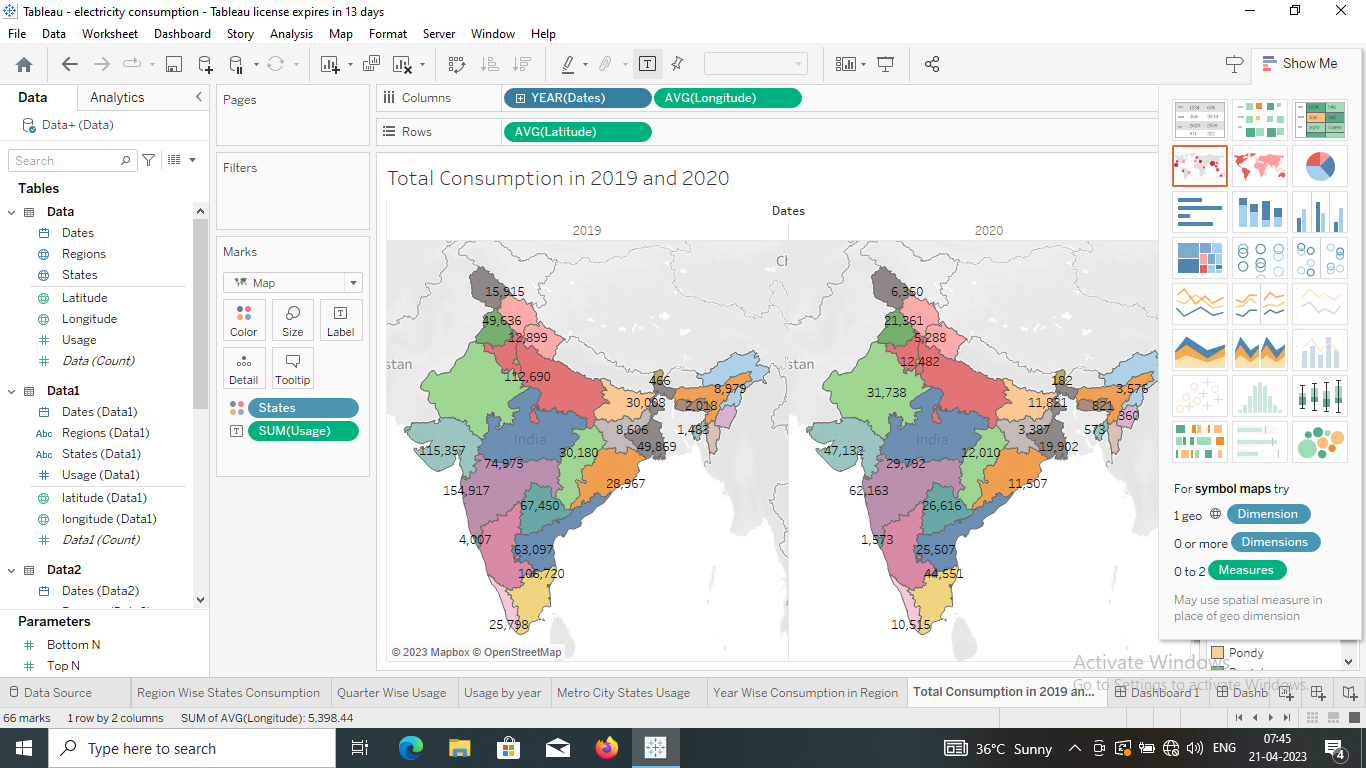 Tableau - electricity consumption - Tableau license expires in 13 days
File Data Worksheet Dashboard Story Analysis Map Format Server Window Help
Show Me
Data Analytics
Data+ (Data)
Search
Tables
Data
Dates
Regions
States
Latitude
Longitude
Usage
Data (Count)
Data1
Dates (Data1)
Abc Regions (Data1)
Abc States (Data1)
Usage (Data1)
latitude (Data1)
longitude (Data1)
Data1 (Count)
Data2
Dates (Data2)
Parameters
Bottom N
Top N
Pages
Filters
Marks
Map
Color Size Label
Detail Tooltip
States
SUM(Usage)
Columns YEAR(Dates) AVG(Longitude)
Rows AVG(Latitude)
Total Consumption in 2019 and 2020
Dates
2019 2020
Ch
stan
India
15,915
49,636
12,899
112,690
466
8,979
30,008
2,018
8,606
1,483
115,357
30,180
49,869
74,975
28,967
154,917
67,450
4,007
63,097
106,720
25,798
© 2023 Mapbox © OpenStreetMap
stan
India
6,350
21,361
5,288
12,482
182
3,576
31,738
11,821
821
360
3,387
573
47,132
12,010
19,902
29,792
11,507
62,163
26,616
1,573
25,507
44,551
10,515
For symbol maps try
1 geo Dimension
0 or more Dimensions
0 to 2 Measures
May use spatial measure in
place of geo dimension
Pondy
Activate Windows
Go to Settings to activate Windows.
Data Source Region Wise States Consumption Quarter Wise Usage Usage by year Metro City States Usage Year Wise Consumption in Region Total Consumption in 2019 an... Dashboard 1 Dashb
66 marks 1 row by 2 columns SUM of AVG(Longitude): 5,398.44
Type here to search
36°C Sunny
ENG
07:45
21-04-2023
4